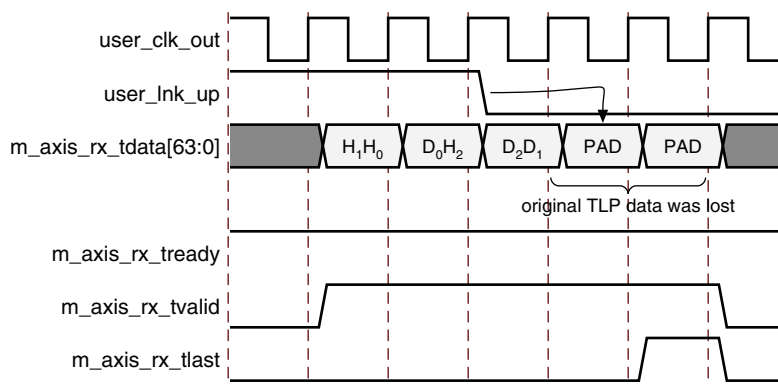 user_clk_out
user_lnk_up
m_axis_rx_tdata[63:0] H1H0 D0H2 D2D1 PAD PAD
original TLP data was lost
m_axis_rx_tready
m_axis_rx_tvalid
m_axis_rx_tlast